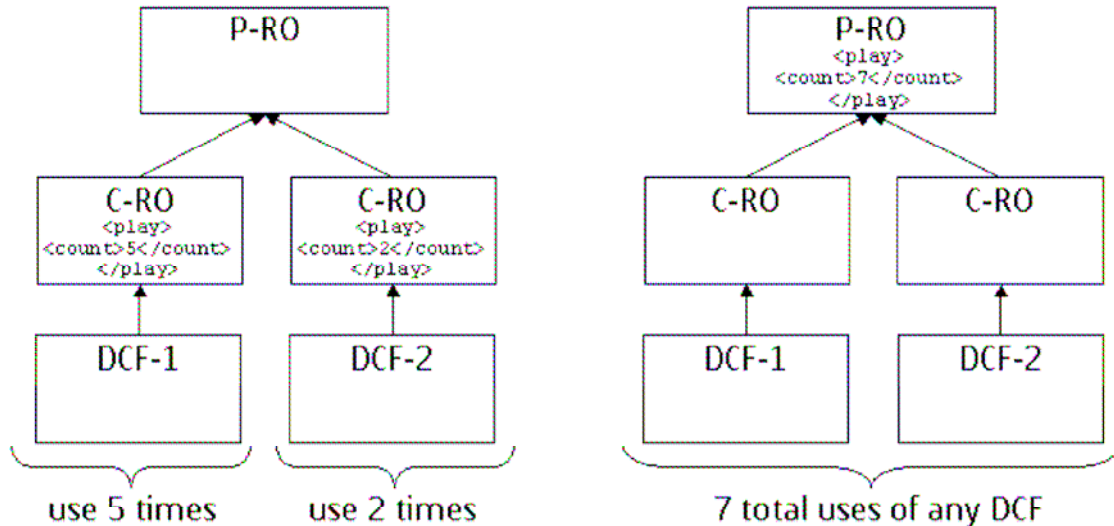 P-RO
C-RO
<play>
<count>5</count>
</play>
C-RO
<play>
<count>2</count>
</play>
DCF-1
DCF-2
use 5 times
use 2 times
P-RO
<play>
<count>7</count>
</play>
C-RO
C-RO
DCF-1
DCF-2
7 total uses of any DCF